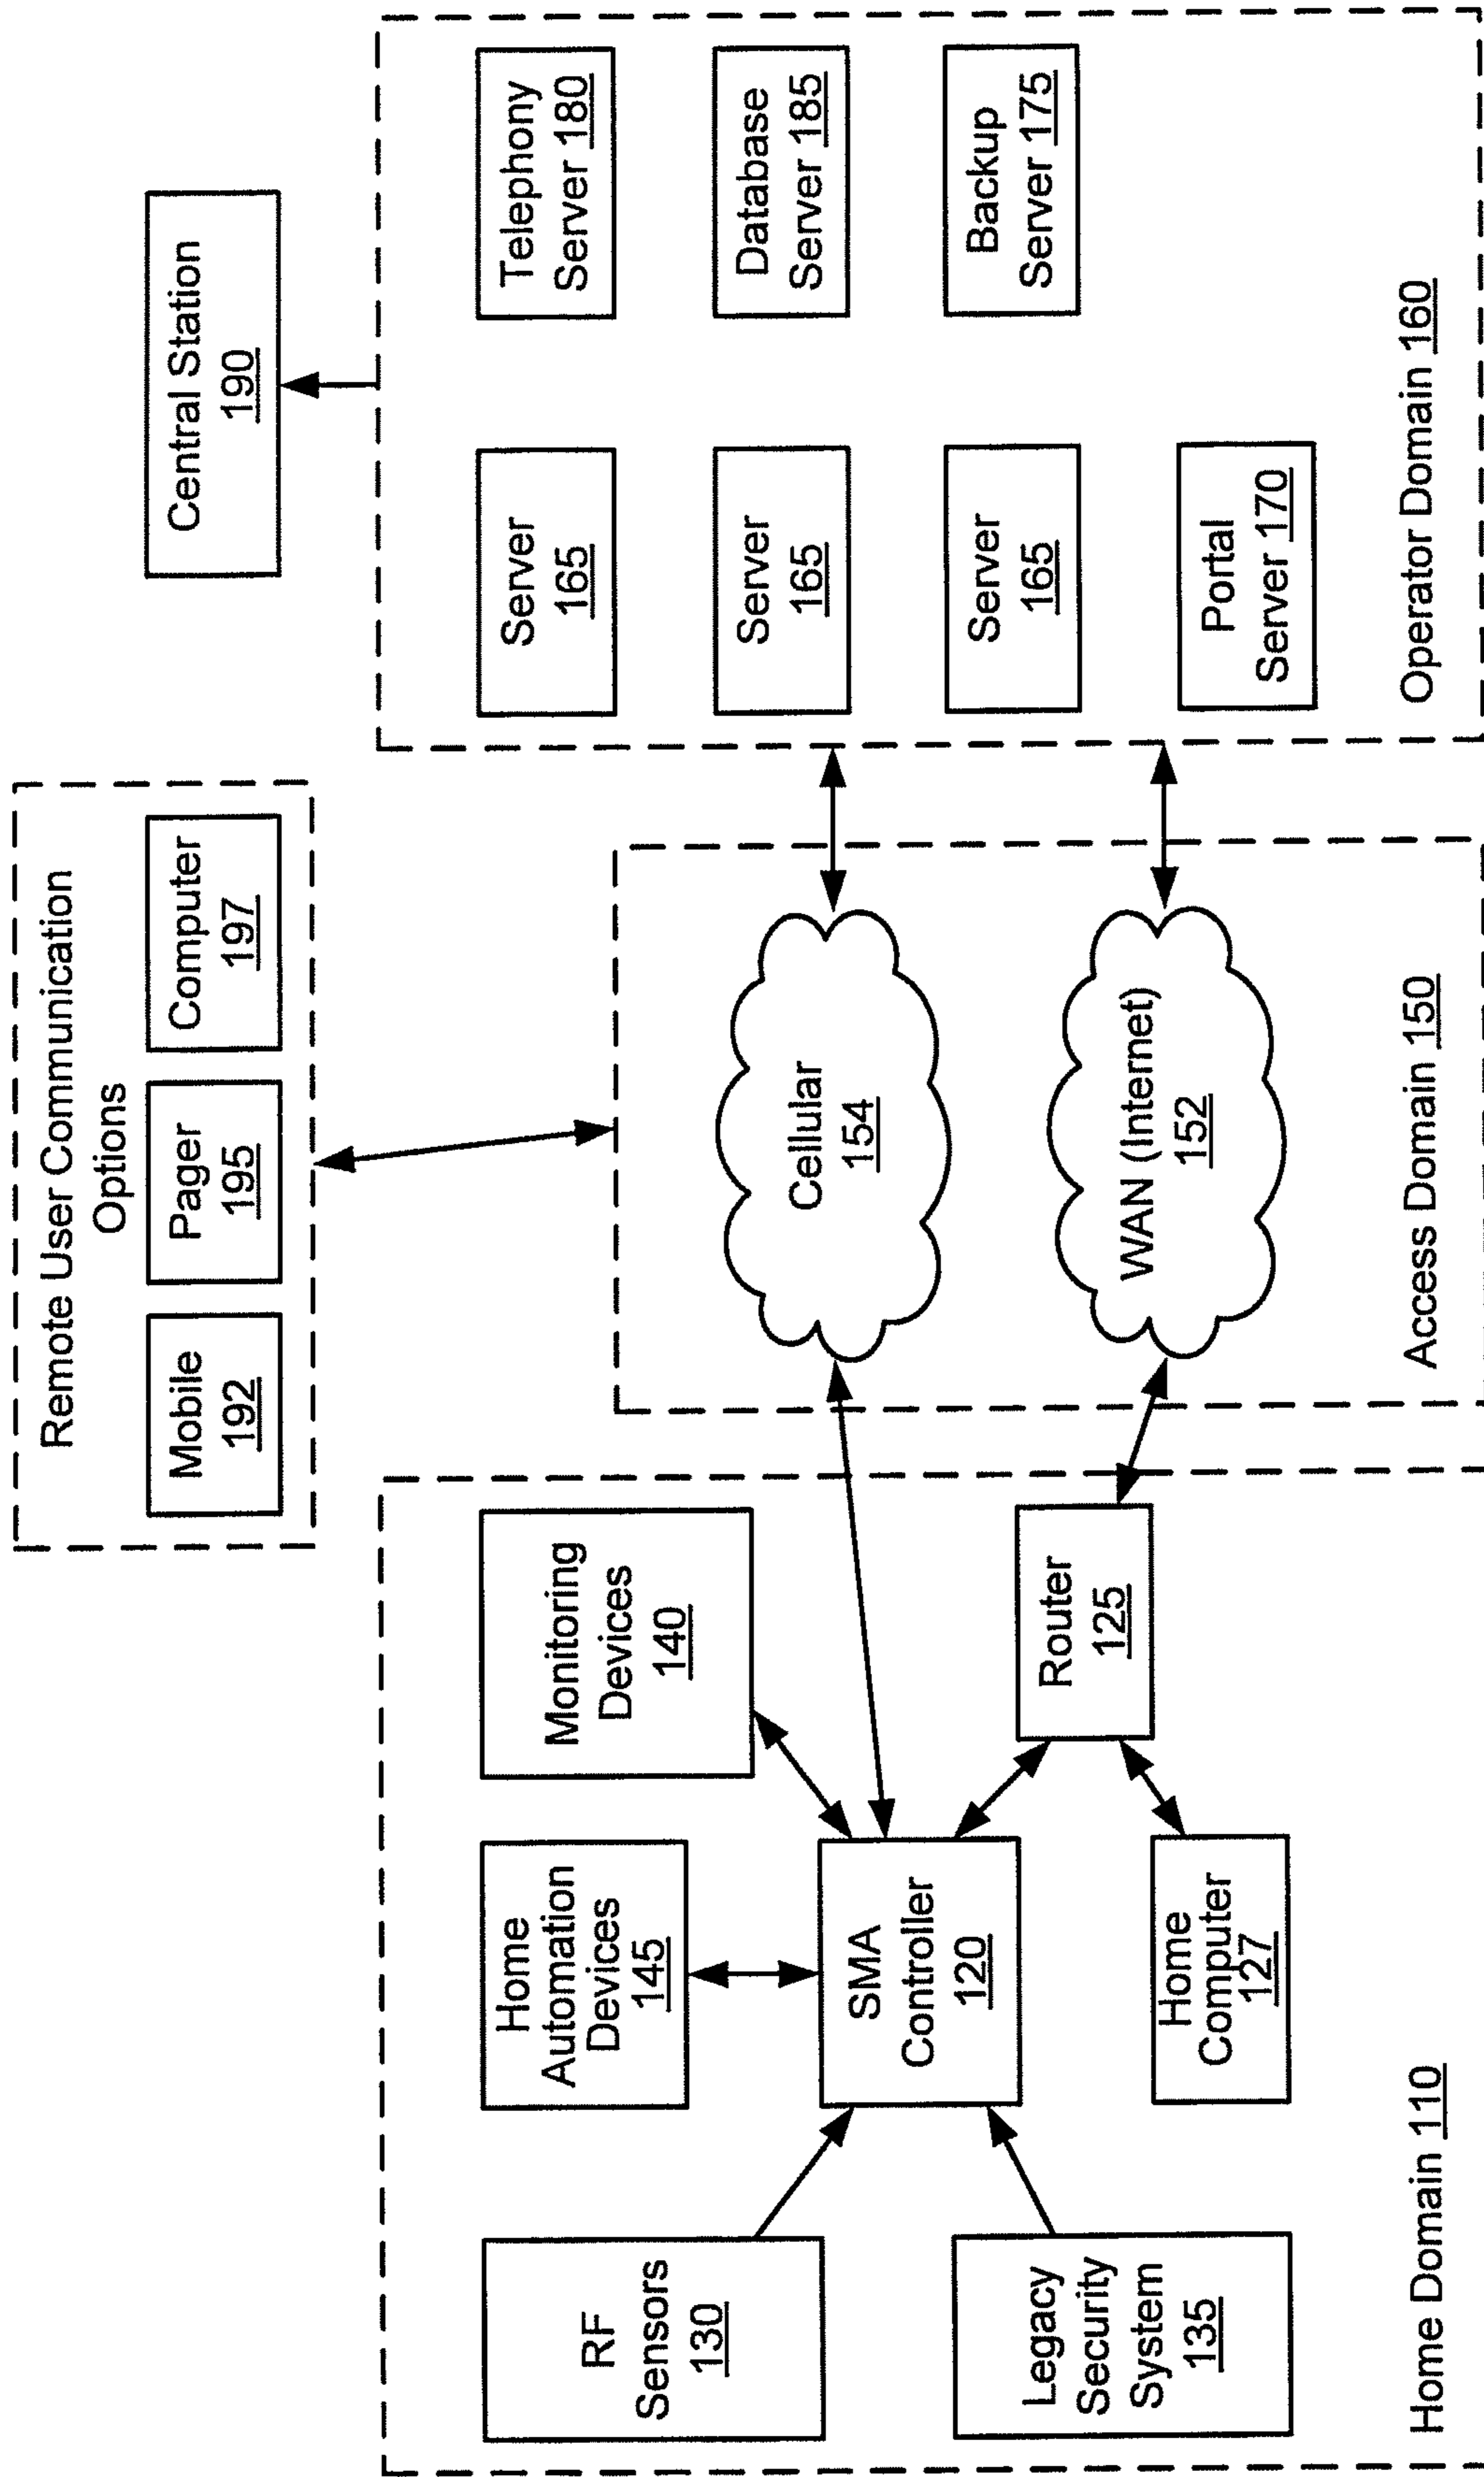 Remote User Communication
Options
Mobile
192
Pager
195
Computer
197
Central Station
190
RF
Sensors
130
Home
Automation
Devices
145
Monitoring
Devices
140
Legacy
Security
System
135
SMA
Controller
120
Router
125
Home
Computer
127
Home Domain 110
Cellular
154
WAN (Internet)
152
Access Domain 150
Server
165
Telephony
Server 180
Server
165
Database
Server 185
Server
165
Backup
Server 175
Portal
Server 170
Operator Domain 160